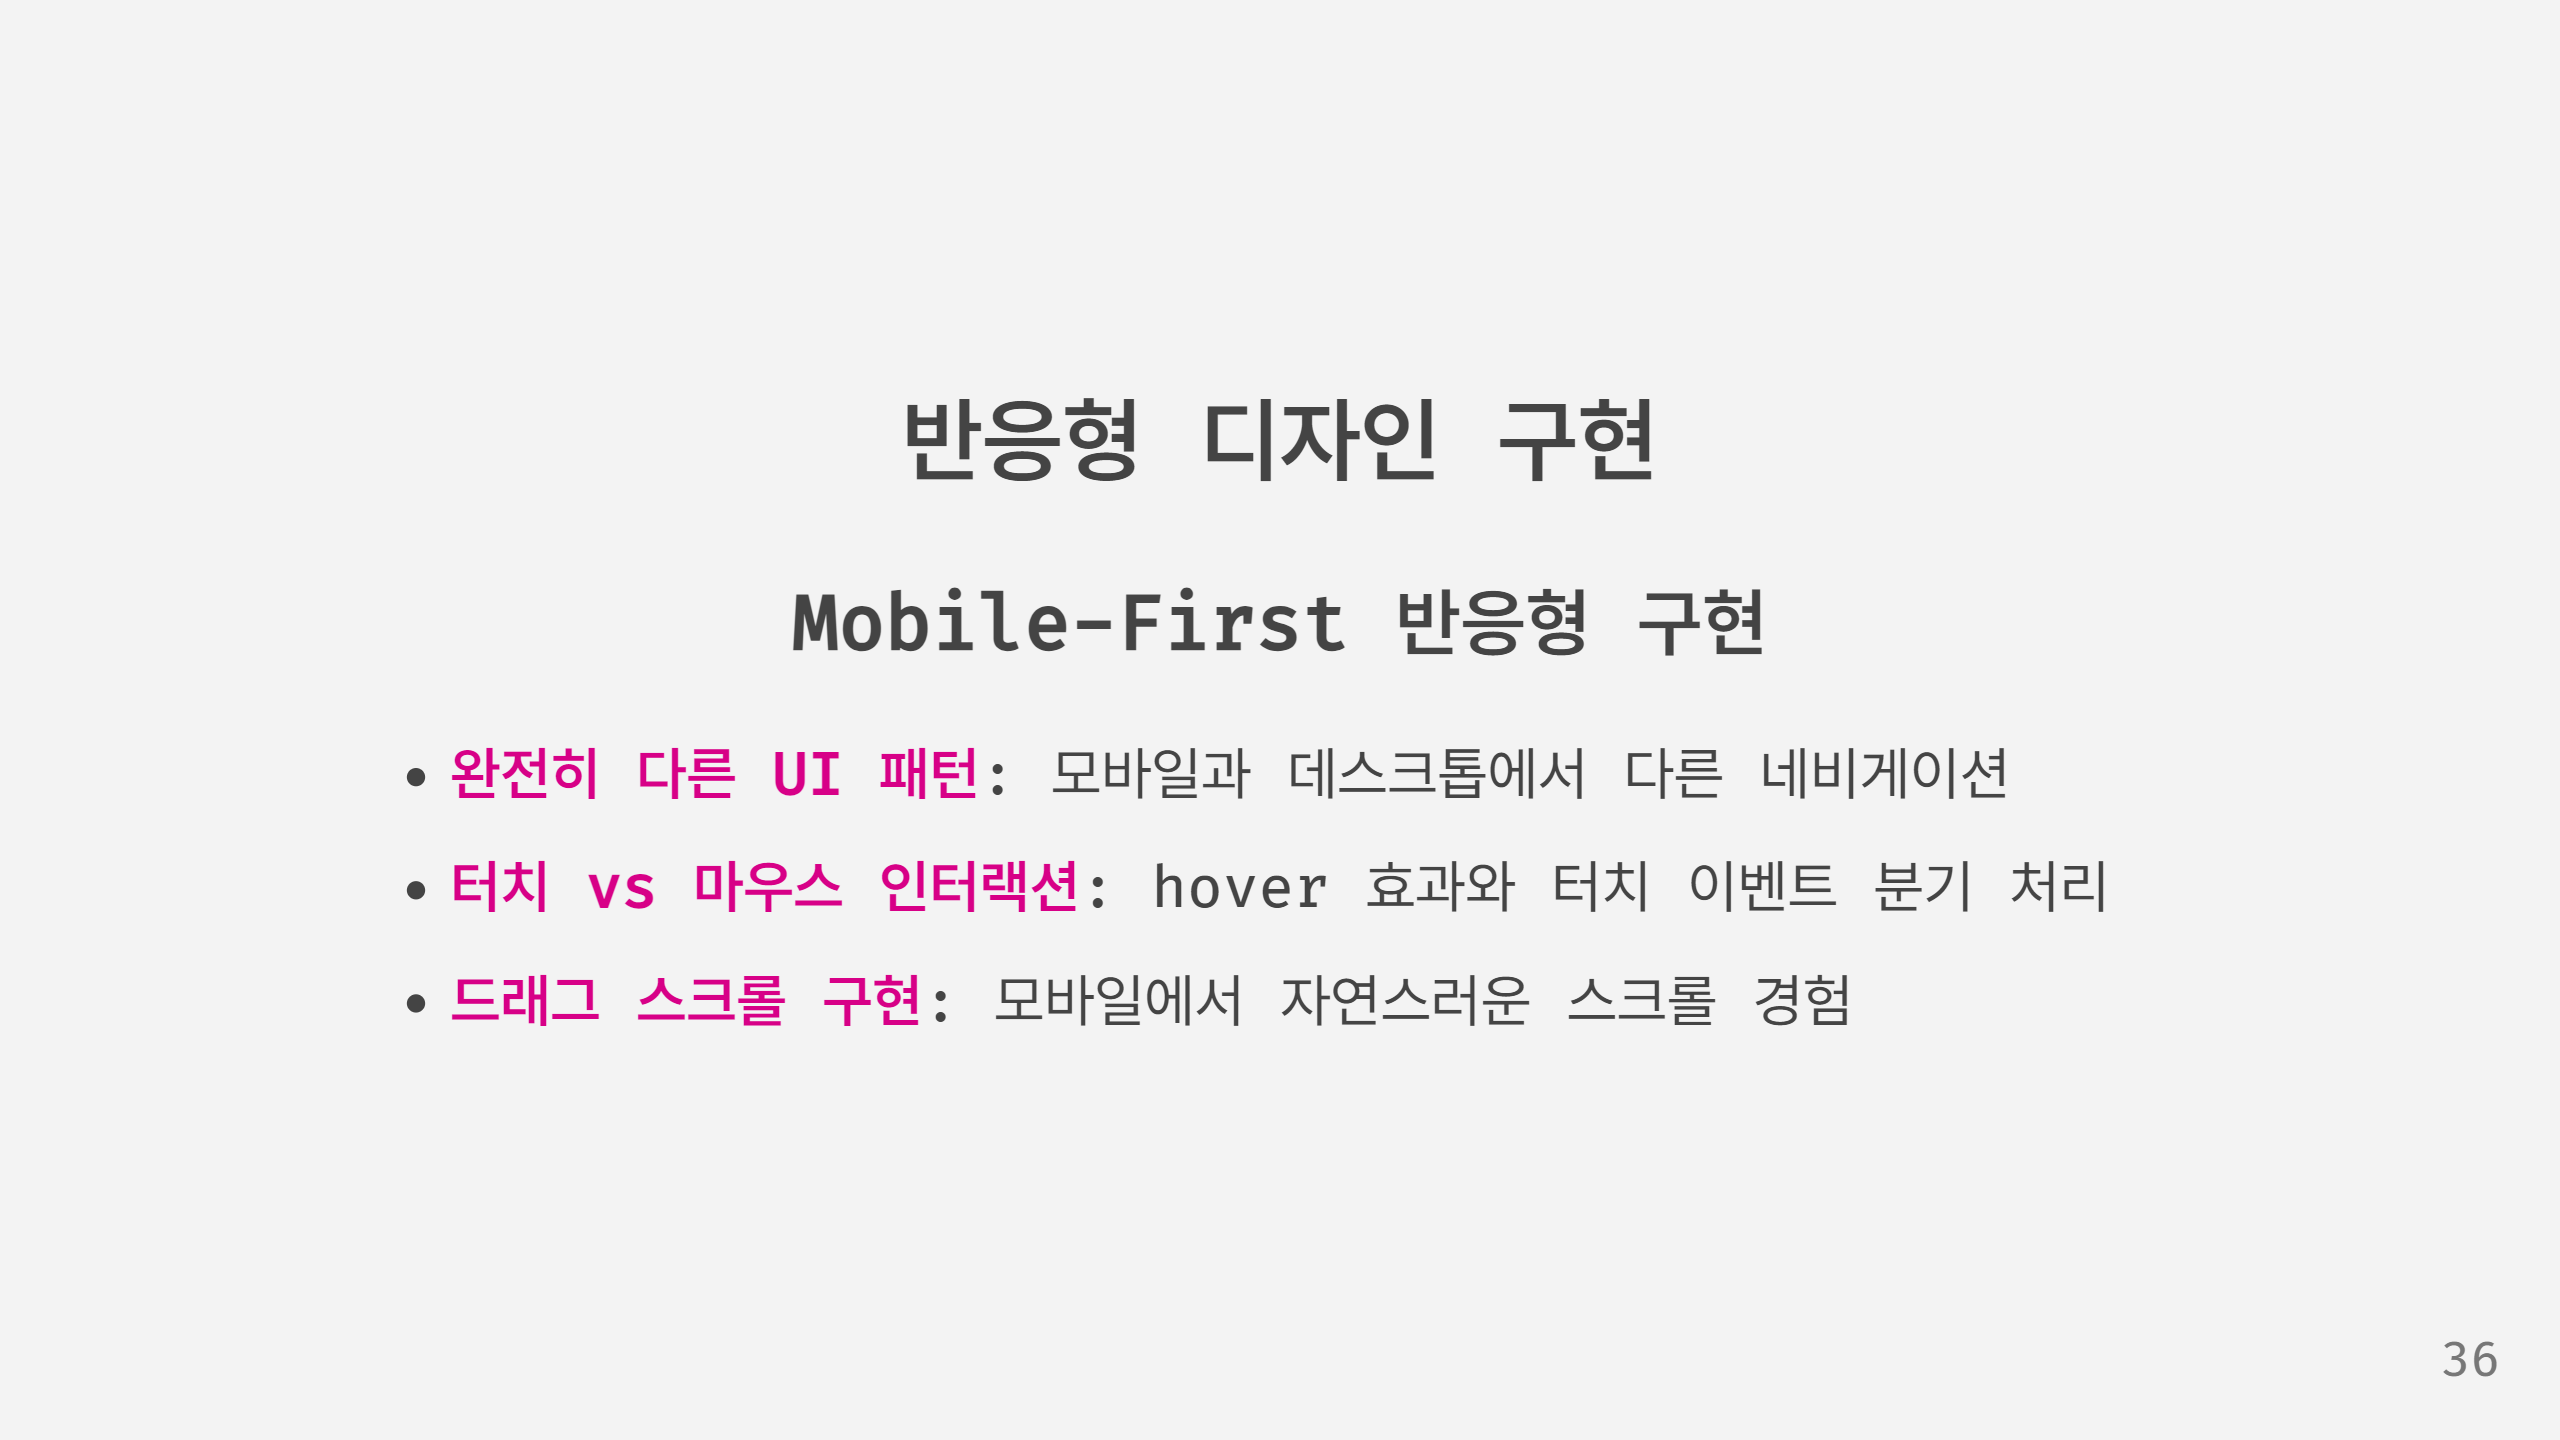 반응형 디자인 구현
Mobile-First 반응형 구현
• 완전히 다른 UI 패턴: 모바일과 데스크톱에서 다른 네비게이션
• 터치 vs 마우스 인터랙션: hover 효과와 터치 이벤트 분기 처리
• 드래그 스크롤 구현: 모바일에서 자연스러운 스크롤 경험
36